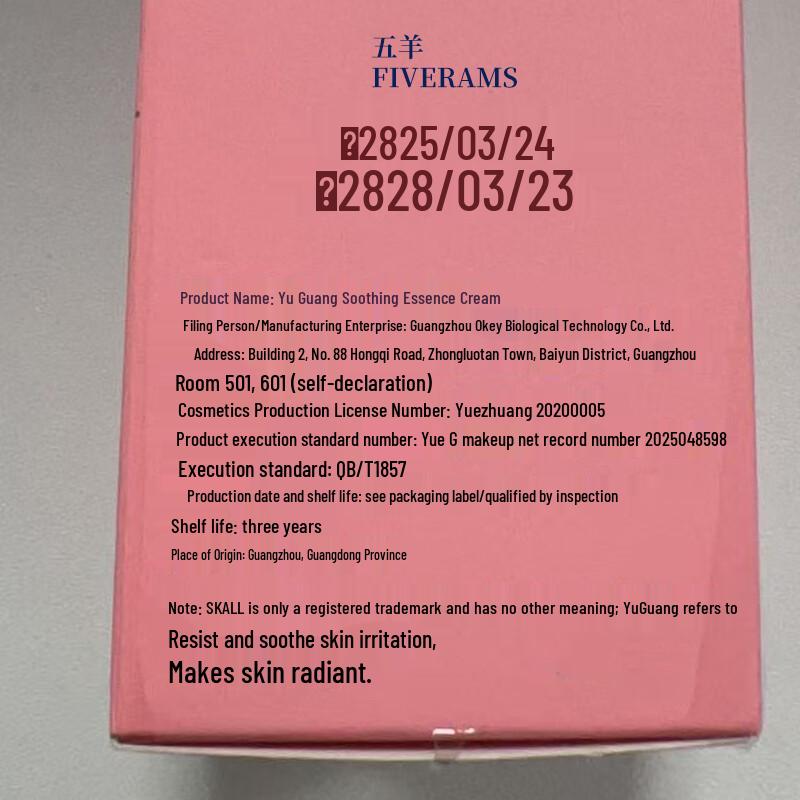 五羊
FIVERAMS
�2825/03/24
�2828/03/23
Product Name: Yu Guang Soothing Essence Cream
Filing Person/Manufacturing Enterprise: Guangzhou Okey Biological Technology Co., Ltd.
Address: Building 2, No. 88 Hongqi Road, Zhongluotan Town, Baiyun District, Guangzhou
Room 501, 601 (self-declaration)
Cosmetics Production License Number: Yuezhuang 20200005
Product execution standard number: Yue G makeup net record number 2025048598
Execution standard: QB/T1857
Production date and shelf life: see packaging label/qualified by inspection
Shelf life: three years
Place of Origin: Guangzhou, Guangdong Province
Note: SKALL is only a registered trademark and has no other meaning; YuGuang refers to
Resist and soothe skin irritation,
Makes skin radiant.